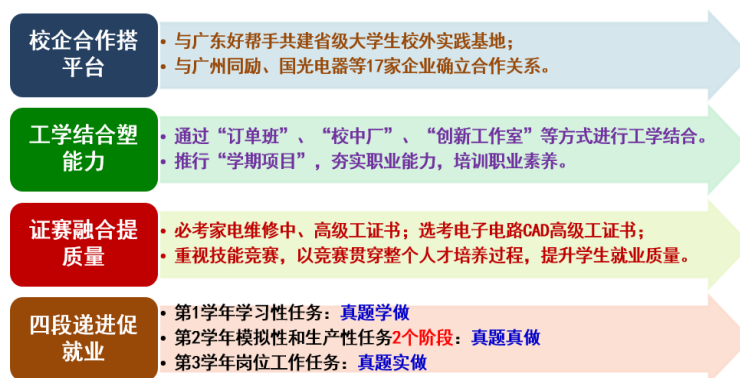 校企合作搭
平台
• 与广东好帮手共建省级大学生校外实践基地；
• 与广州同励、国光电器等17家企业确立合作关系。
工学结合塑
能力
• 通过“订单班”、“校中厂”、“创新工作室”等方式进行工学结合。
• 推行“学期项目”，夯实职业能力，培训职业素养。
证赛融合提
质量
• 必考家电维修中、高级工证书；选考电子电路CAD高级工证书；
• 重视技能竞赛，以竞赛贯穿整个人才培养过程，提升学生就业质量。
四段递进促
就业
• 第1学年学习性任务：真题学做
• 第2学年模拟性和生产性任务2个阶段：真题真做
• 第3学年岗位工作任务：真题实做